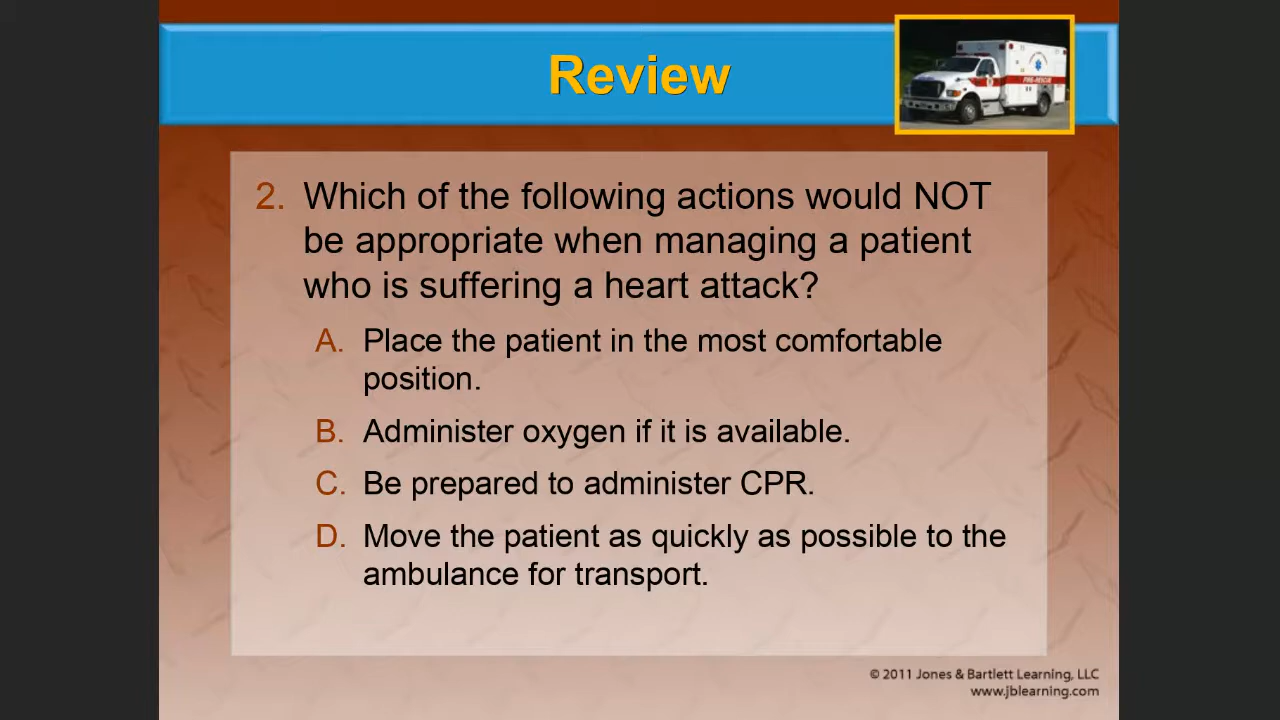 Review
2. Which of the following actions would NOT
be appropriate when managing a patient
who is suffering a heart attack?
A. Place the patient in the most comfortable
position.
B. Administer oxygen if it is available.
C. Be prepared to administer CPR.
D. Move the patient as quickly as possible to the
ambulance for transport.
© 2011 Jones & Bartlett Learning, LLC
www.jblearning.com